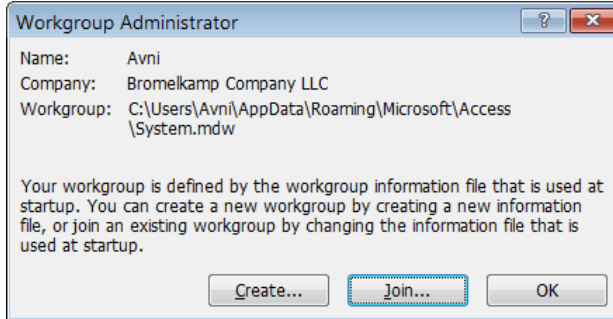 Workgroup Administrator
Name: Avni
Company: Bromelkamp Company LLC
Workgroup: C:\Users\Avni\AppData\Roaming\Microsoft\Access
\System.mdw
Your workgroup is defined by the workgroup information file that is used at
startup. You can create a new workgroup by creating a new information
file, or join an existing workgroup by changing the information file that is
used at startup.
Create... Join... OK